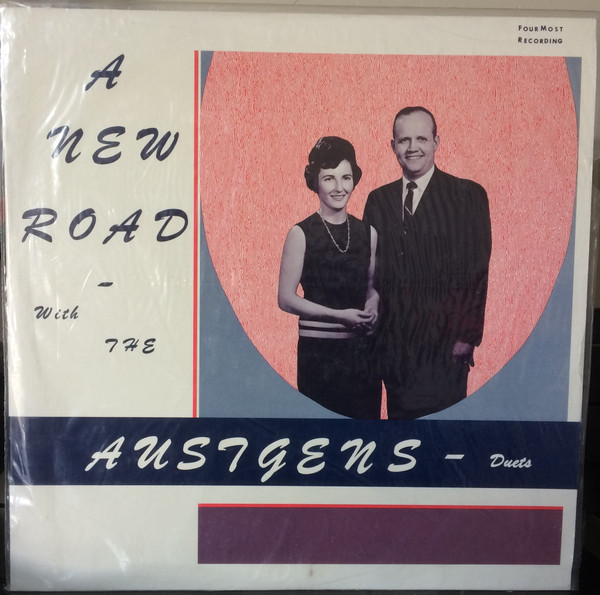 FOUR MOST
RECORDING
A
NEW
ROAD
-
With
THE
AUSTGENS - Duets